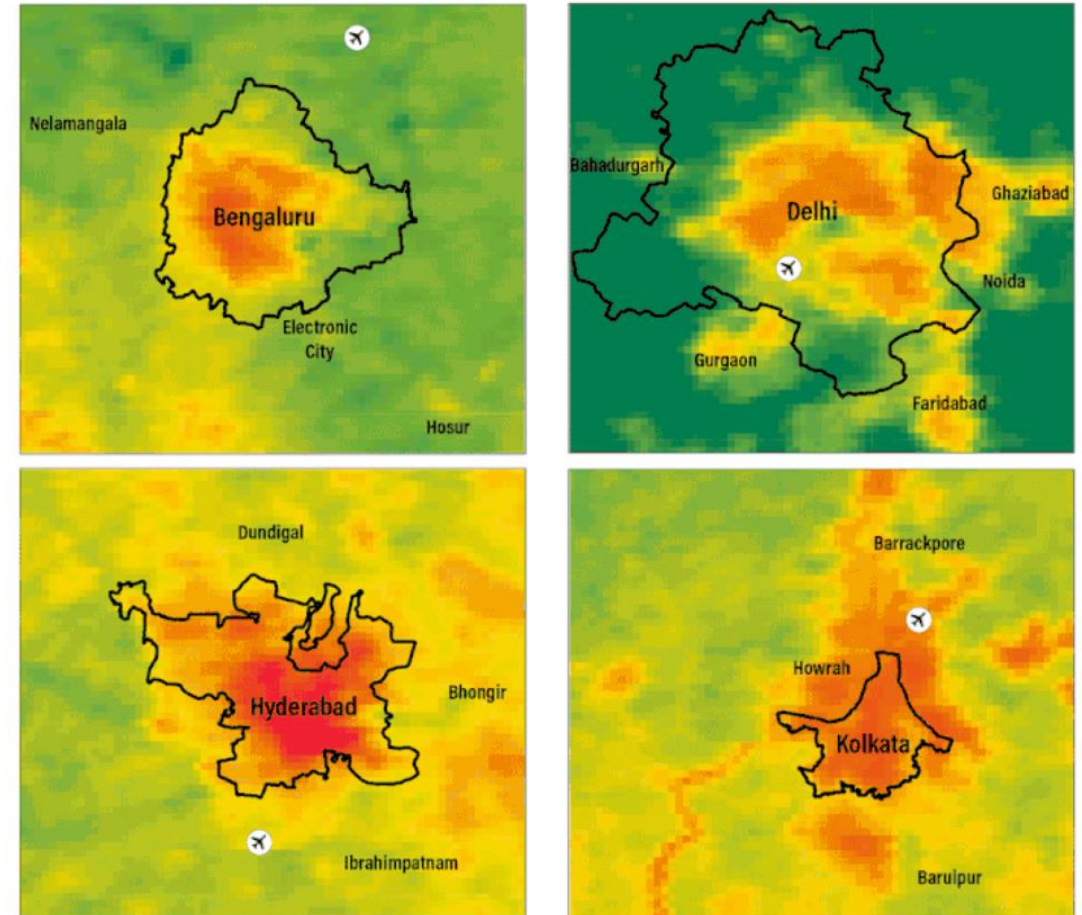 Nelamangala
Bengaluru
Electronic
City
Hosur
Bahadurgarh
Ghaziabad
Delhi
Noida
Gurgaon
Faridabad
Dundigal
Bhongir
Hyderabad
Ibrahimpatnam
Barrackpore
Howrah
Kolkata
Baruipur